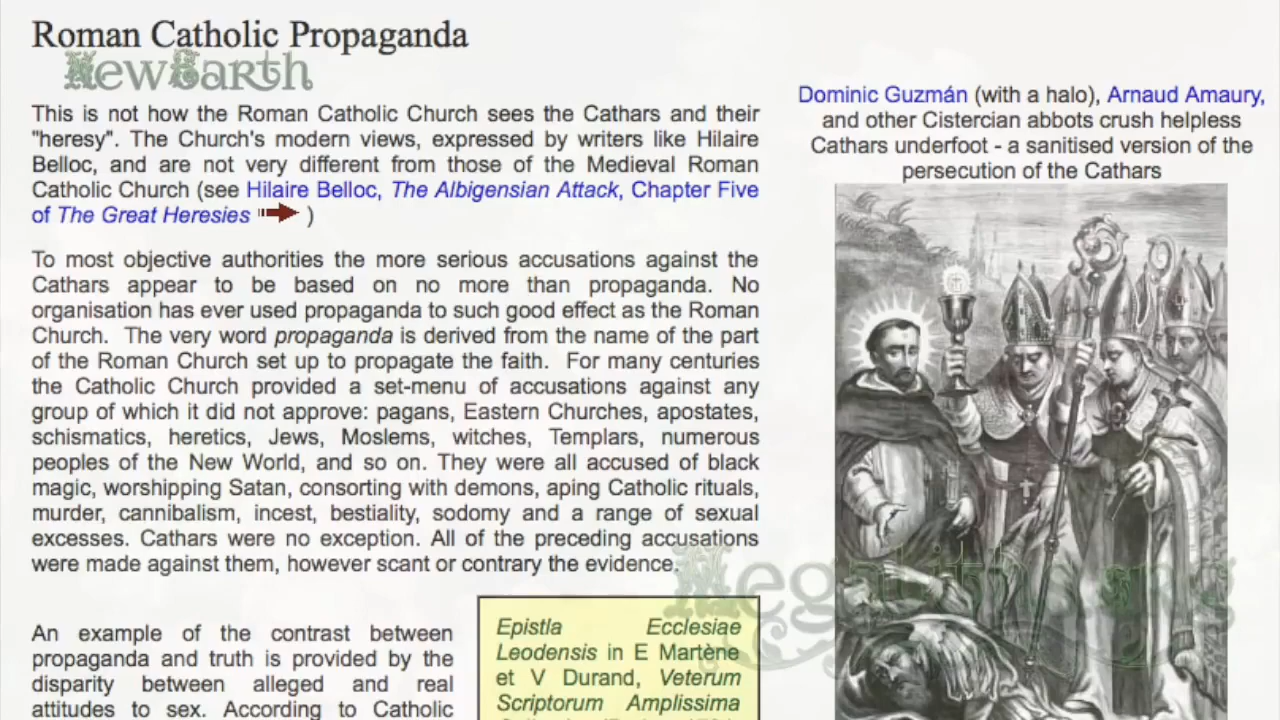 Roman Catholic Propaganda
NewEarth
This is not how the Roman Catholic Church sees the Cathars and their
"heresy". The Church's modern views, expressed by writers like Hilaire
Belloc, and are not very different from those of the Medieval Roman
Catholic Church (see Hilaire Belloc, The Albigensian Attack, Chapter Five
of The Great Heresies )
To most objective authorities the more serious accusations against the
Cathars appear to be based on no more than propaganda. No
organisation has ever used propaganda to such good effect as the Roman
Church. The very word propaganda is derived from the name of the part
of the Roman Church set up to propagate the faith. For many centuries
the Catholic Church provided a set-menu of accusations against any
group of which it did not approve: pagans, Eastern Churches, apostates,
schismatics, heretics, Jews, Moslems, witches, Templars, numerous
peoples of the New World, and so on. They were all accused of black
magic, worshipping Satan, consorting with demons, aping Catholic rituals,
murder, cannibalism, incest, bestiality, sodomy and a range of sexual
excesses. Cathars were no exception. All of the preceding accusations
were made against them, however scant or contrary the evidence.
An example of the contrast between
propaganda and truth is provided by the
disparity between alleged and real
attitudes to sex. According to Catholic
Epistla Ecclesiae
Leodensis in E Martène
et V Durand, Veterum
Scriptorum Amplissima
Dominic Guzmán (with a halo), Arnaud Amaury,
and other Cistercian abbots crush helpless
Cathars underfoot - a sanitised version of the
persecution of the Cathars